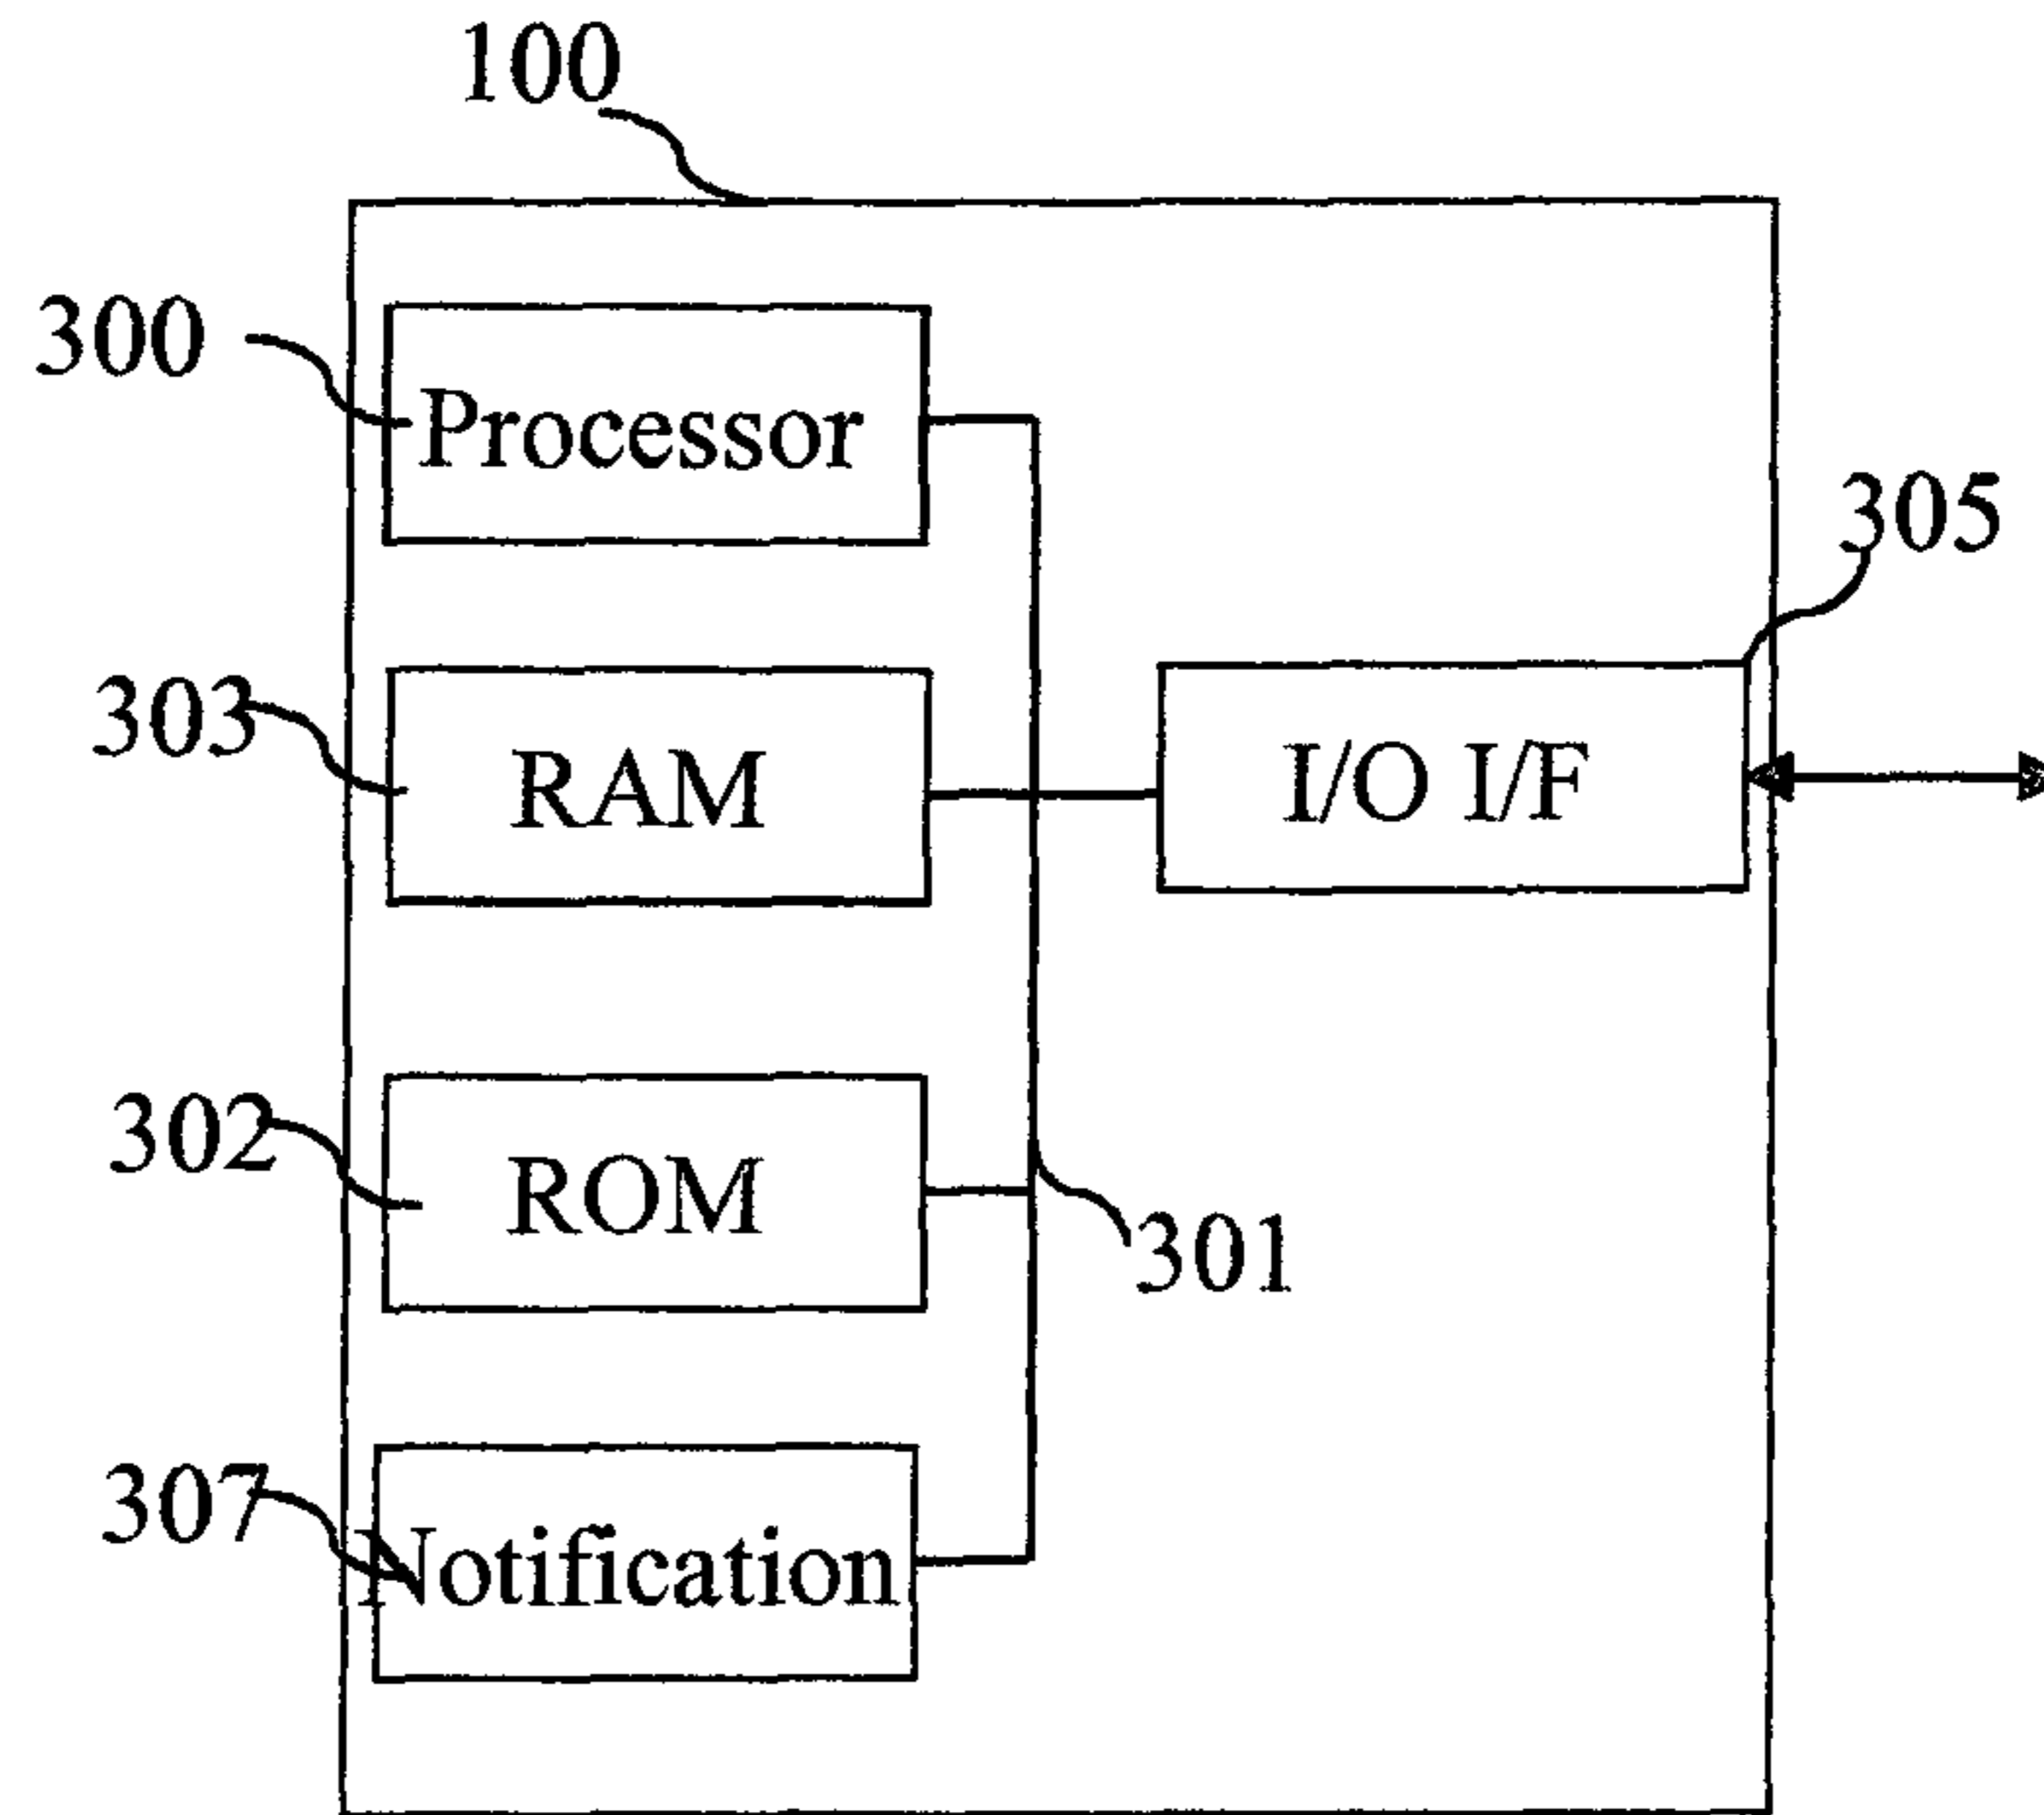 100
300
Processor
305
303
RAM
I/O I/F
302
ROM
301
307
Notification